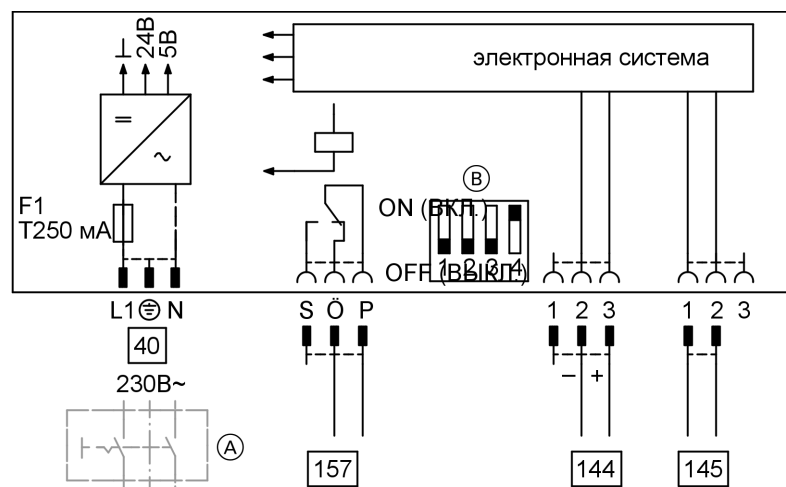 ⊥ 24В 5В
электронная система
= ~
F1
T250 мА
B
ON (ВКЛ.)
1 2 3 4
OFF (ВЫКЛ.)
L1 N
S Ö P
1 2 3
1 2 3
40
230В~
− +
A
157
144
145